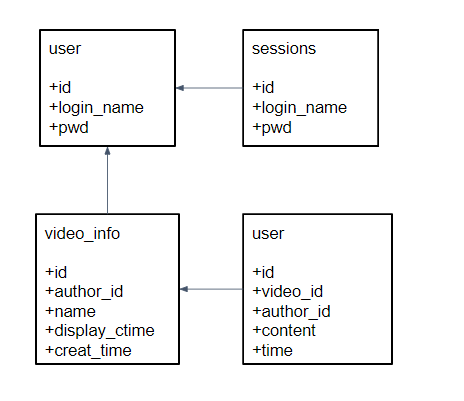 user
+id
+login_name
+pwd
sessions
+id
+login_name
+pwd
video_info
+id
+author_id
+name
+display_ctime
+creat_time
user
+id
+video_id
+author_id
+content
+time